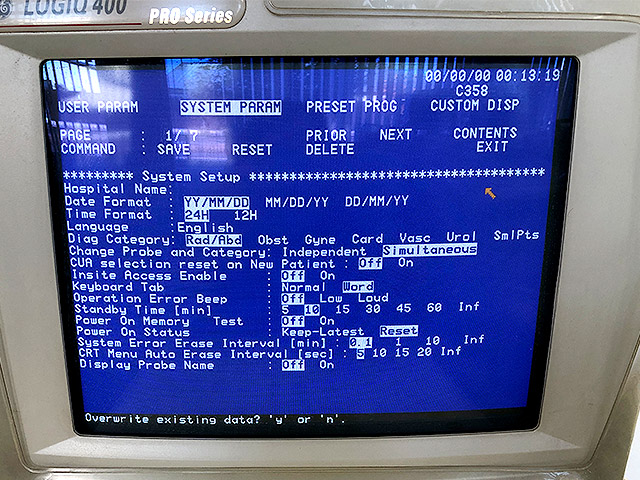 LOGIQ 400
PRO Series
00/00/00 00:13:19
C358
USER PARAM SYSTEM PARAM PRESET PROG CUSTOM DISP
PAGE : 1/ 7 PRIOR NEXT CONTENTS
COMMAND : SAVE RESET DELETE EXIT
********* System Setup *************************************
Hospital Name:
Date Format : YY/MM/DD MM/DD/YY DD/MM/YY
Time Format : 24H 12H
Language :English
Diag Category: Rad/Abd Obst Gyne Card Vasc Urol SmlPts
Change Probe and Category: Independent Simultaneous
CUA selection reset on New Patient : Off On
Insite Access Enable : Off On
Keyboard Tab : Normal Word
Operation Error Beep : Off Low Loud
Standby Time [min] : 5 10 15 30 45 60 Inf
Power On Memory Test : Off On
Power On Status : Keep-Latest Reset
System Error Erase Interval [min] : 0.1 1 10 Inf
CRT Menu Auto Erase Interval [sec] : 5 10 15 20 Inf
Display Probe Name : Off On
Overwrite existing data? 'y' or 'n'.